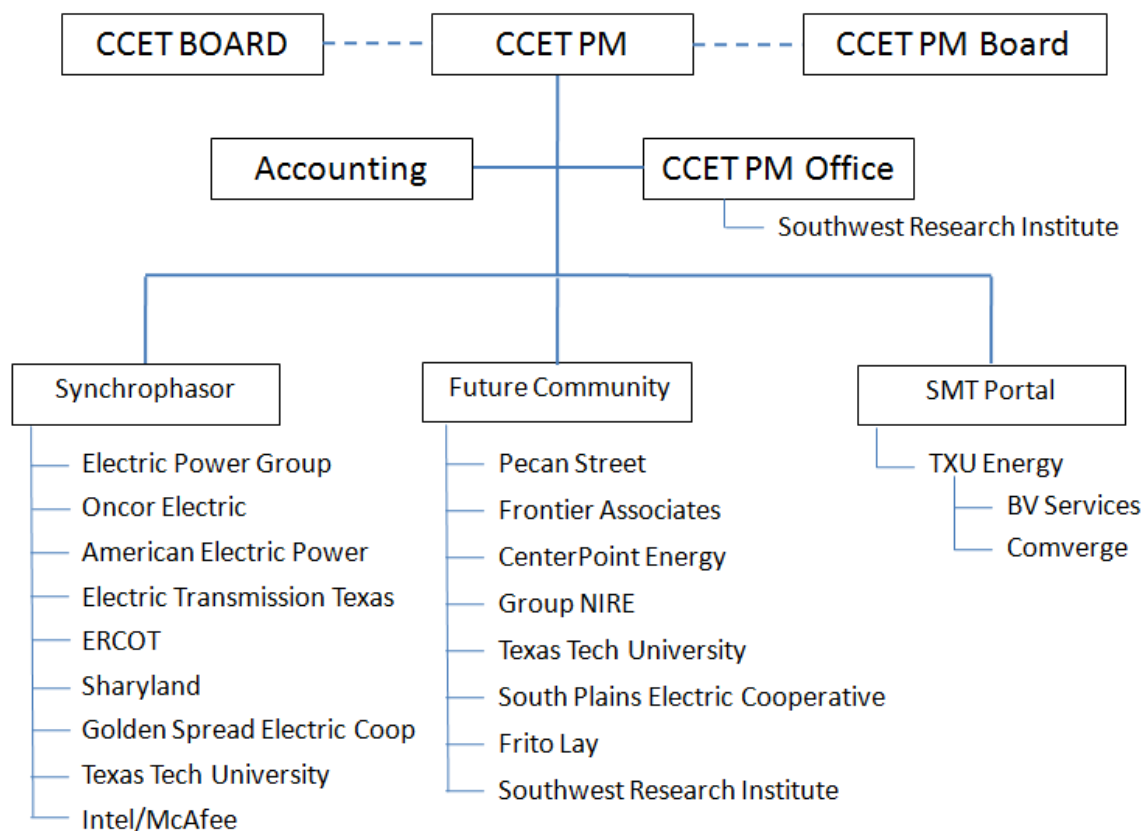 CCET BOARD
CCET PM
CCET PM Board
Accounting
CCET PM Office
Southwest Research Institute
Synchrophasor
Electric Power Group
Oncor Electric
American Electric Power
Electric Transmission Texas
ERCOT
Sharyland
Golden Spread Electric Coop
Texas Tech University
Intel/McAfee
Future Community
Pecan Street
Frontier Associates
CenterPoint Energy
Group NIRE
Texas Tech University
South Plains Electric Cooperative
Frito Lay
Southwest Research Institute
SMT Portal
TXU Energy
BV Services
Comverge